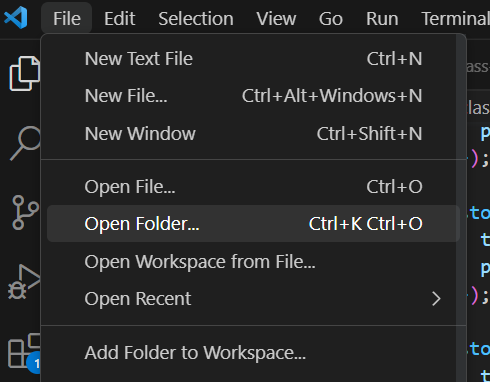 File Edit Selection View Go Run Terminal
New Text File Ctrl+N
New File... Ctrl+Alt+Windows+N
New Window Ctrl+Shift+N
Open File... Ctrl+O
Open Folder... Ctrl+K Ctrl+O
Open Workspace from File...
Open Recent
Add Folder to Workspace...
1